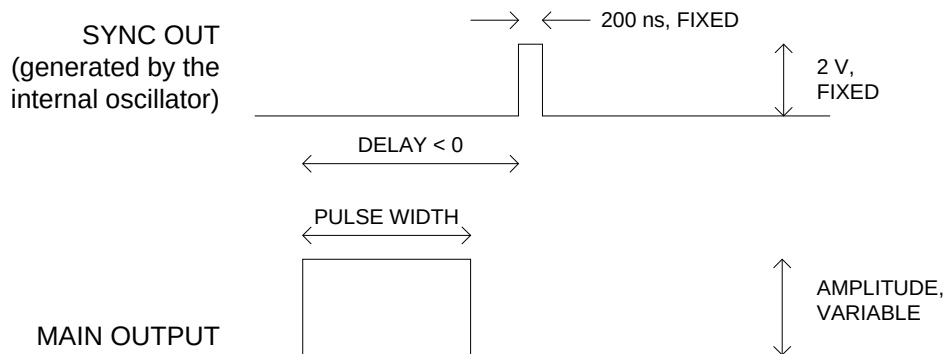 200 ns, FIXED
SYNC OUT
(generated by the
internal oscillator)
2 V,
FIXED
DELAY < 0
PULSE WIDTH
AMPLITUDE,
VARIABLE
MAIN OUTPUT